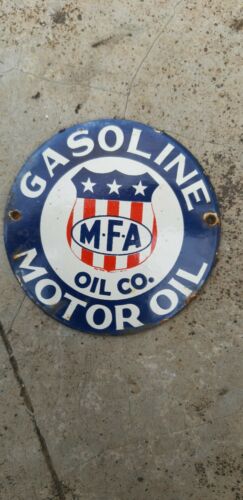 GASOLINE
M·F·A
OIL CO.
MOTOR OIL